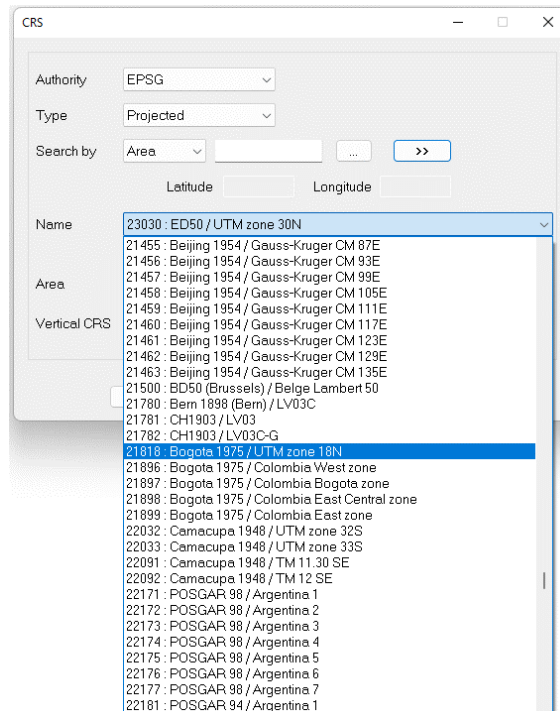 CRS
Authority EPSG
Type Projected
Search by Area ... >>
Latitude Longitude
Name 23030 : ED50 / UTM zone 30N
21455 : Beijing 1954 / Gauss-Kruger CM 87E
21456 : Beijing 1954 / Gauss-Kruger CM 93E
21457 : Beijing 1954 / Gauss-Kruger CM 99E
Area
21458 : Beijing 1954 / Gauss-Kruger CM 105E
21459 : Beijing 1954 / Gauss-Kruger CM 111E
21460 : Beijing 1954 / Gauss-Kruger CM 117E
Vertical CRS
21461 : Beijing 1954 / Gauss-Kruger CM 123E
21462 : Beijing 1954 / Gauss-Kruger CM 129E
21463 : Beijing 1954 / Gauss-Kruger CM 135E
21500 : BD50 (Brussels) / Belge Lambert 50
21780 : Bern 1898 (Bern) / LV03C
21781 : CH1903 / LV03
21782 : CH1903 / LV03C-G
21818 : Bogota 1975 / UTM zone 18N
21896 : Bogota 1975 / Colombia West zone
21897 : Bogota 1975 / Colombia Bogota zone
21898 : Bogota 1975 / Colombia East Central zone
21899 : Bogota 1975 / Colombia East zone
22032 : Camacupa 1948 / UTM zone 32S
22033 : Camacupa 1948 / UTM zone 33S
22091 : Camacupa 1948 / TM 11.30 SE
22092 : Camacupa 1948 / TM 12 SE
22171 : POSGAR 98 / Argentina 1
22172 : POSGAR 98 / Argentina 2
22173 : POSGAR 98 / Argentina 3
22174 : POSGAR 98 / Argentina 4
22175 : POSGAR 98 / Argentina 5
22176 : POSGAR 98 / Argentina 6
22177 : POSGAR 98 / Argentina 7
22181 : POSGAR 94 / Argentina 1